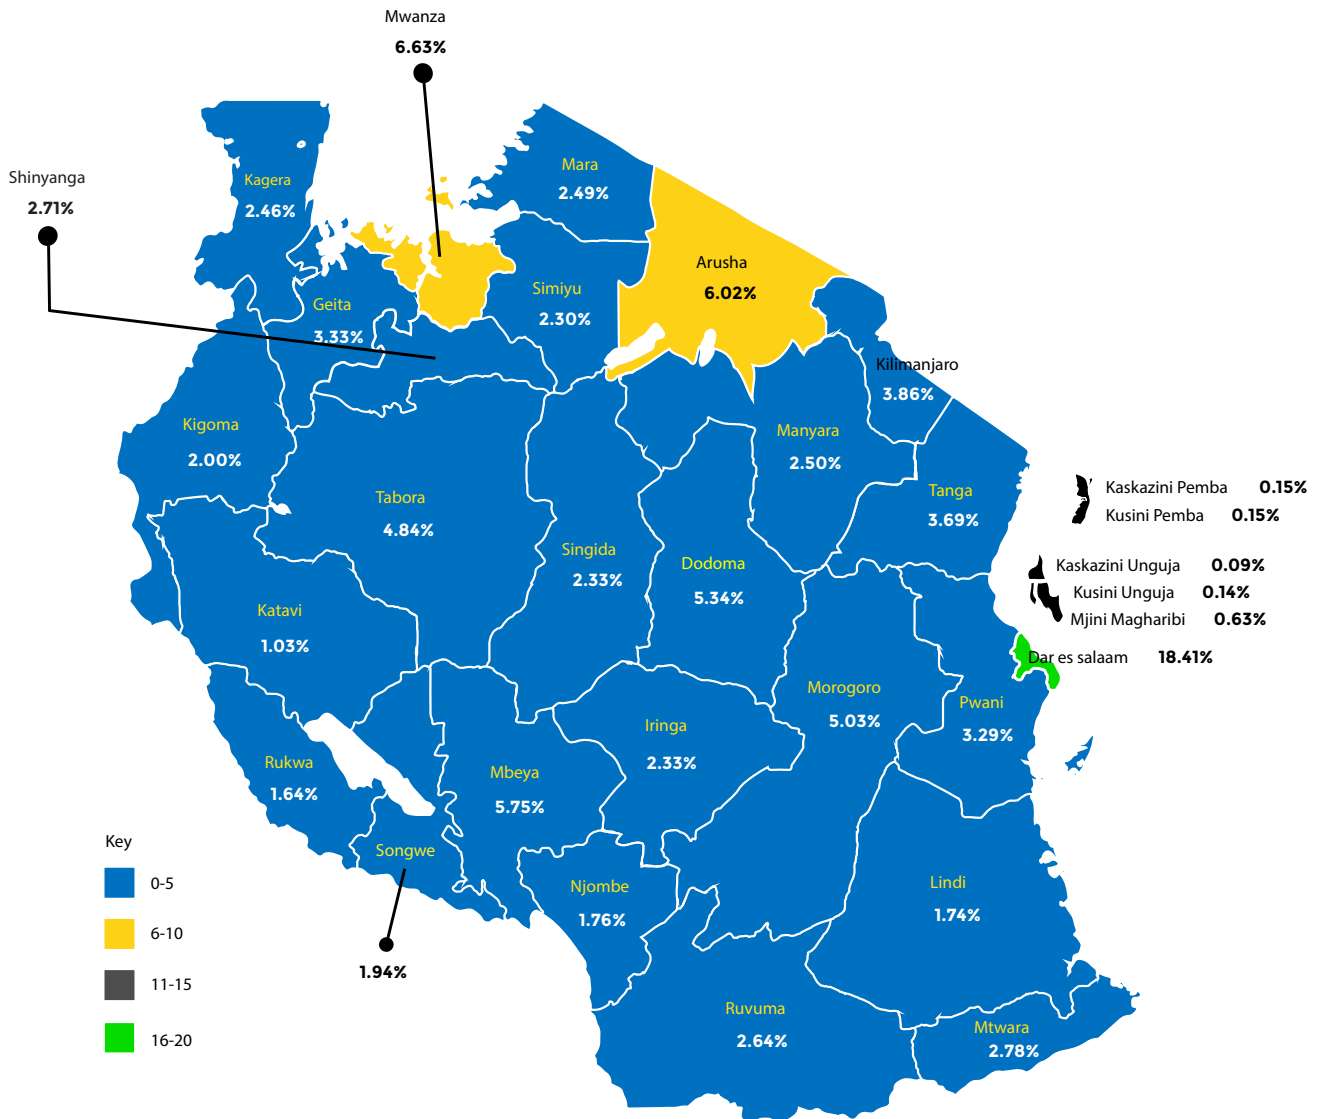 Mwanza
6.63%
Shinyanga
2.71%
Kagera
2.46%
Mara
2.49%
Arusha
6.02%
Geita
3.33%
Simiyu
2.30%
Kilimanjaro
3.86%
Kigoma
2.00%
Tabora
4.84%
Manyara
2.50%
Tanga
3.69%
Singida
2.33%
Dodoma
5.34%
Kaskazini Pemba 0.15%
Kusini Pemba 0.15%
Kaskazini Unguja 0.09%
Kusini Unguja 0.14%
Mjini Magharibi 0.63%
Dar es salaam 18.41%
Katavi
1.03%
Morogoro
5.03%
Pwani
3.29%
Iringa
2.33%
Rukwa
1.64%
Mbeya
5.75%
Songwe
1.94%
Njombe
1.76%
Lindi
1.74%
Ruvuma
2.64%
Mtwara
2.78%
Key
0-5
6-10
11-15
16-20